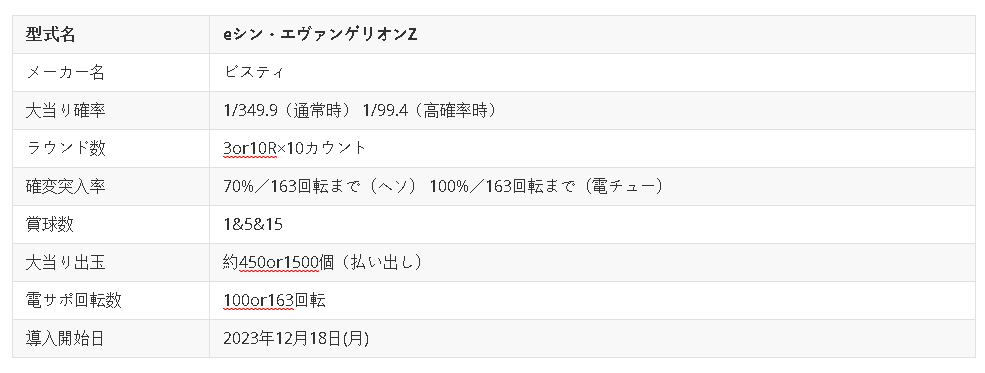 型式名 eシン・エヴァンゲリオンZ
メーカー名 ビスティ
大当り確率 1/349.9（通常時） 1/99.4（高確率時）
ラウンド数 3or10R×10カウント
確変突入率 70%／163回転まで（ヘソ） 100%／163回転まで（電チュー）
賞球数 1&5&15
大当り出玉 約450or1500個（払い出し）
電サポ回転数 100or163回転
導入開始日 2023年12月18日(月)